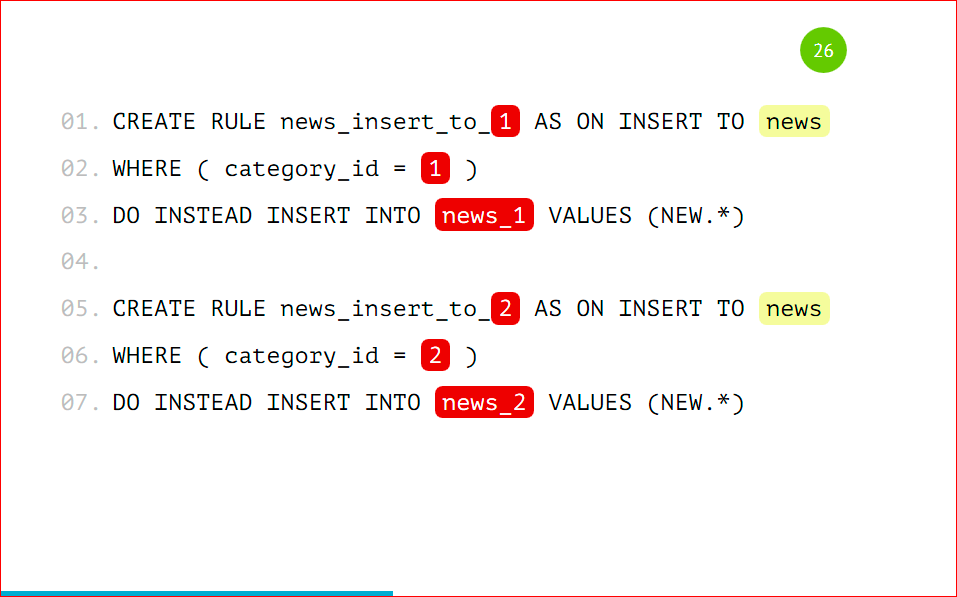 26
01. CREATE RULE news_insert_to_1 AS ON INSERT TO news
02. WHERE ( category_id = 1 )
03. DO INSTEAD INSERT INTO news_1 VALUES (NEW.*)
04.
05. CREATE RULE news_insert_to_2 AS ON INSERT TO news
06. WHERE ( category_id = 2 )
07. DO INSTEAD INSERT INTO news_2 VALUES (NEW.*)